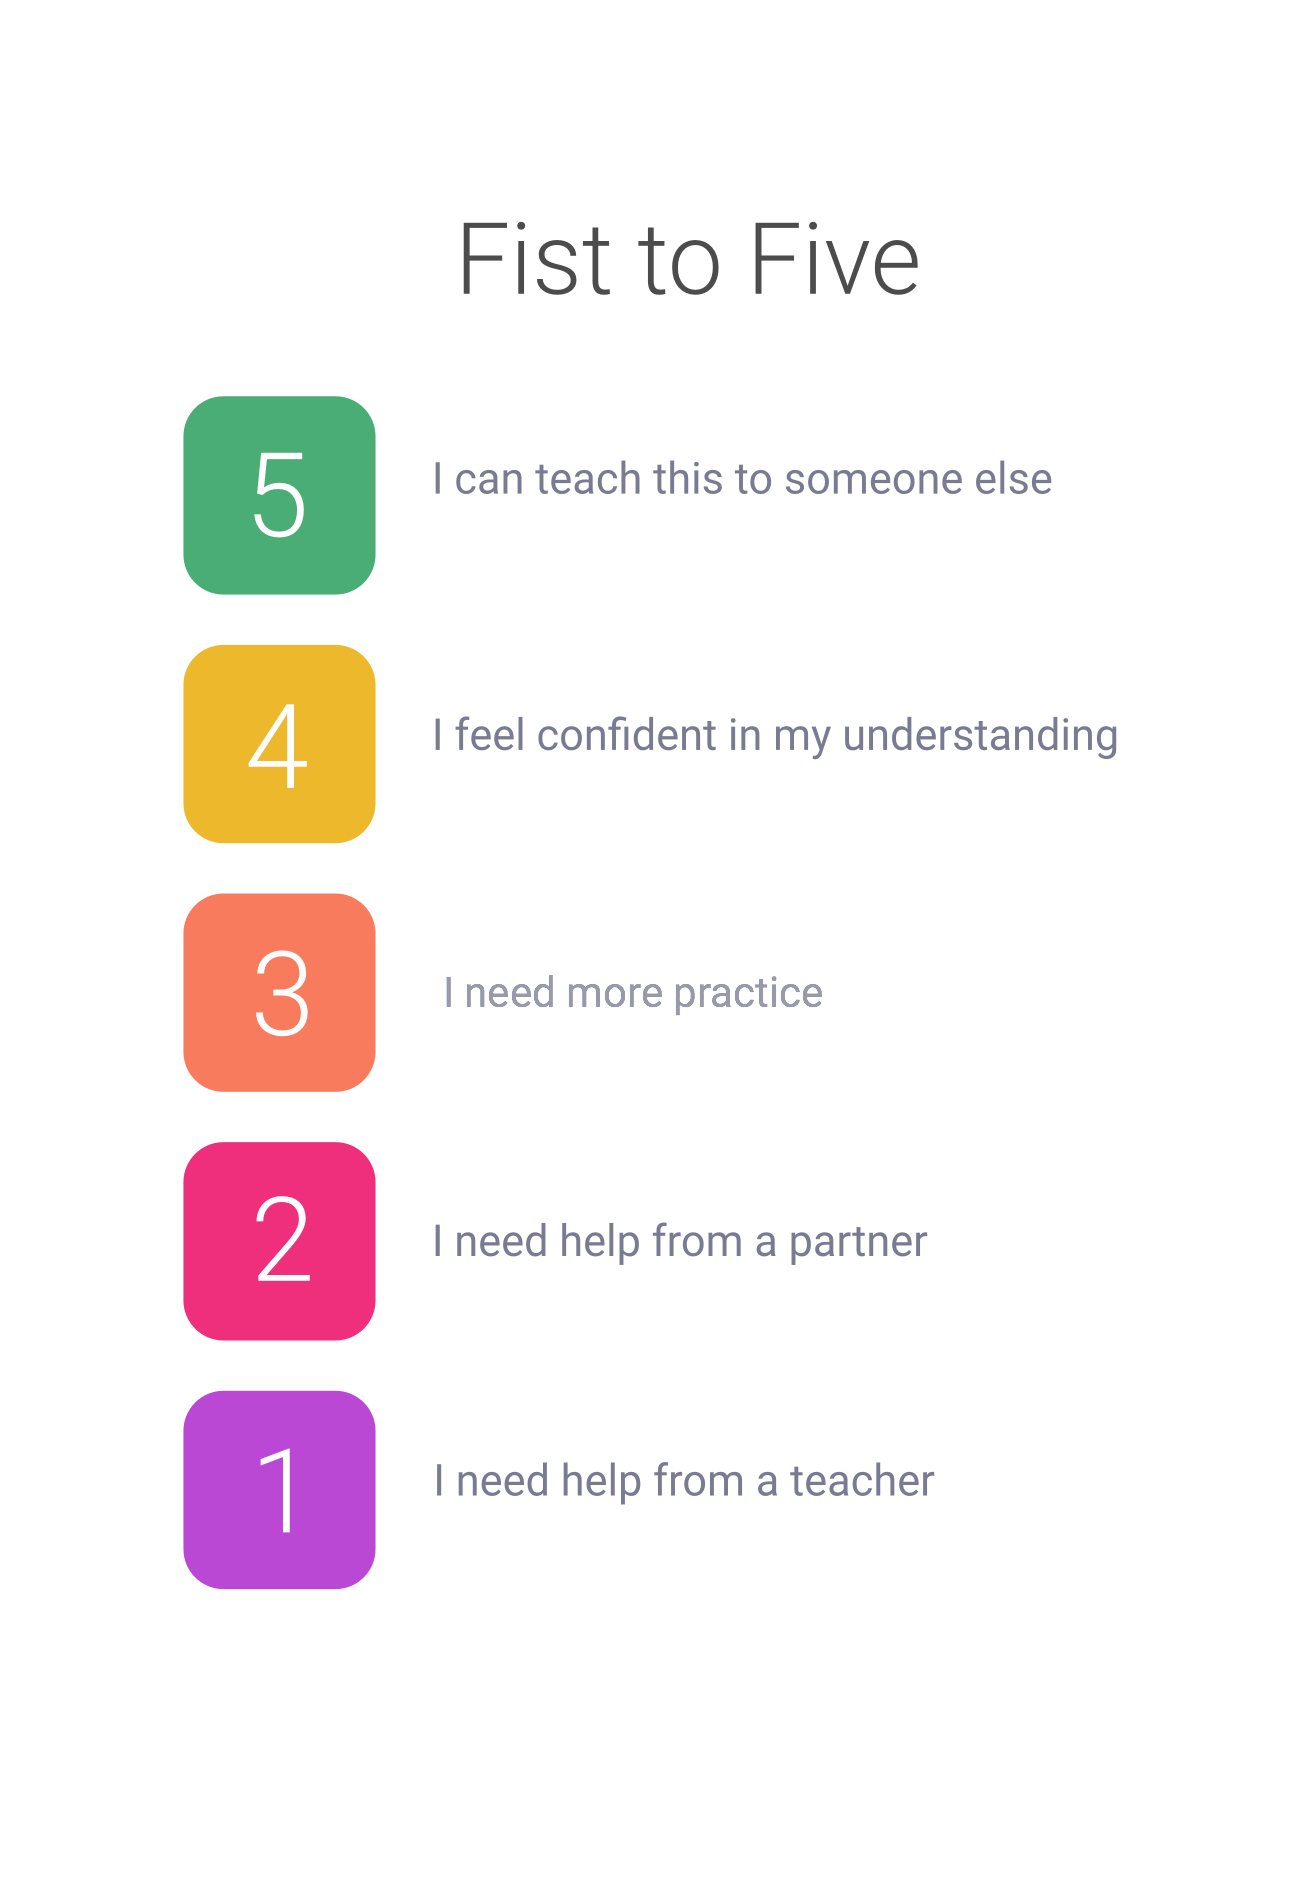 Fist to Five
5
I can teach this to someone else
4
I feel confident in my understanding
3
I need more practice
2
I need help from a partner
1
I need help from a teacher